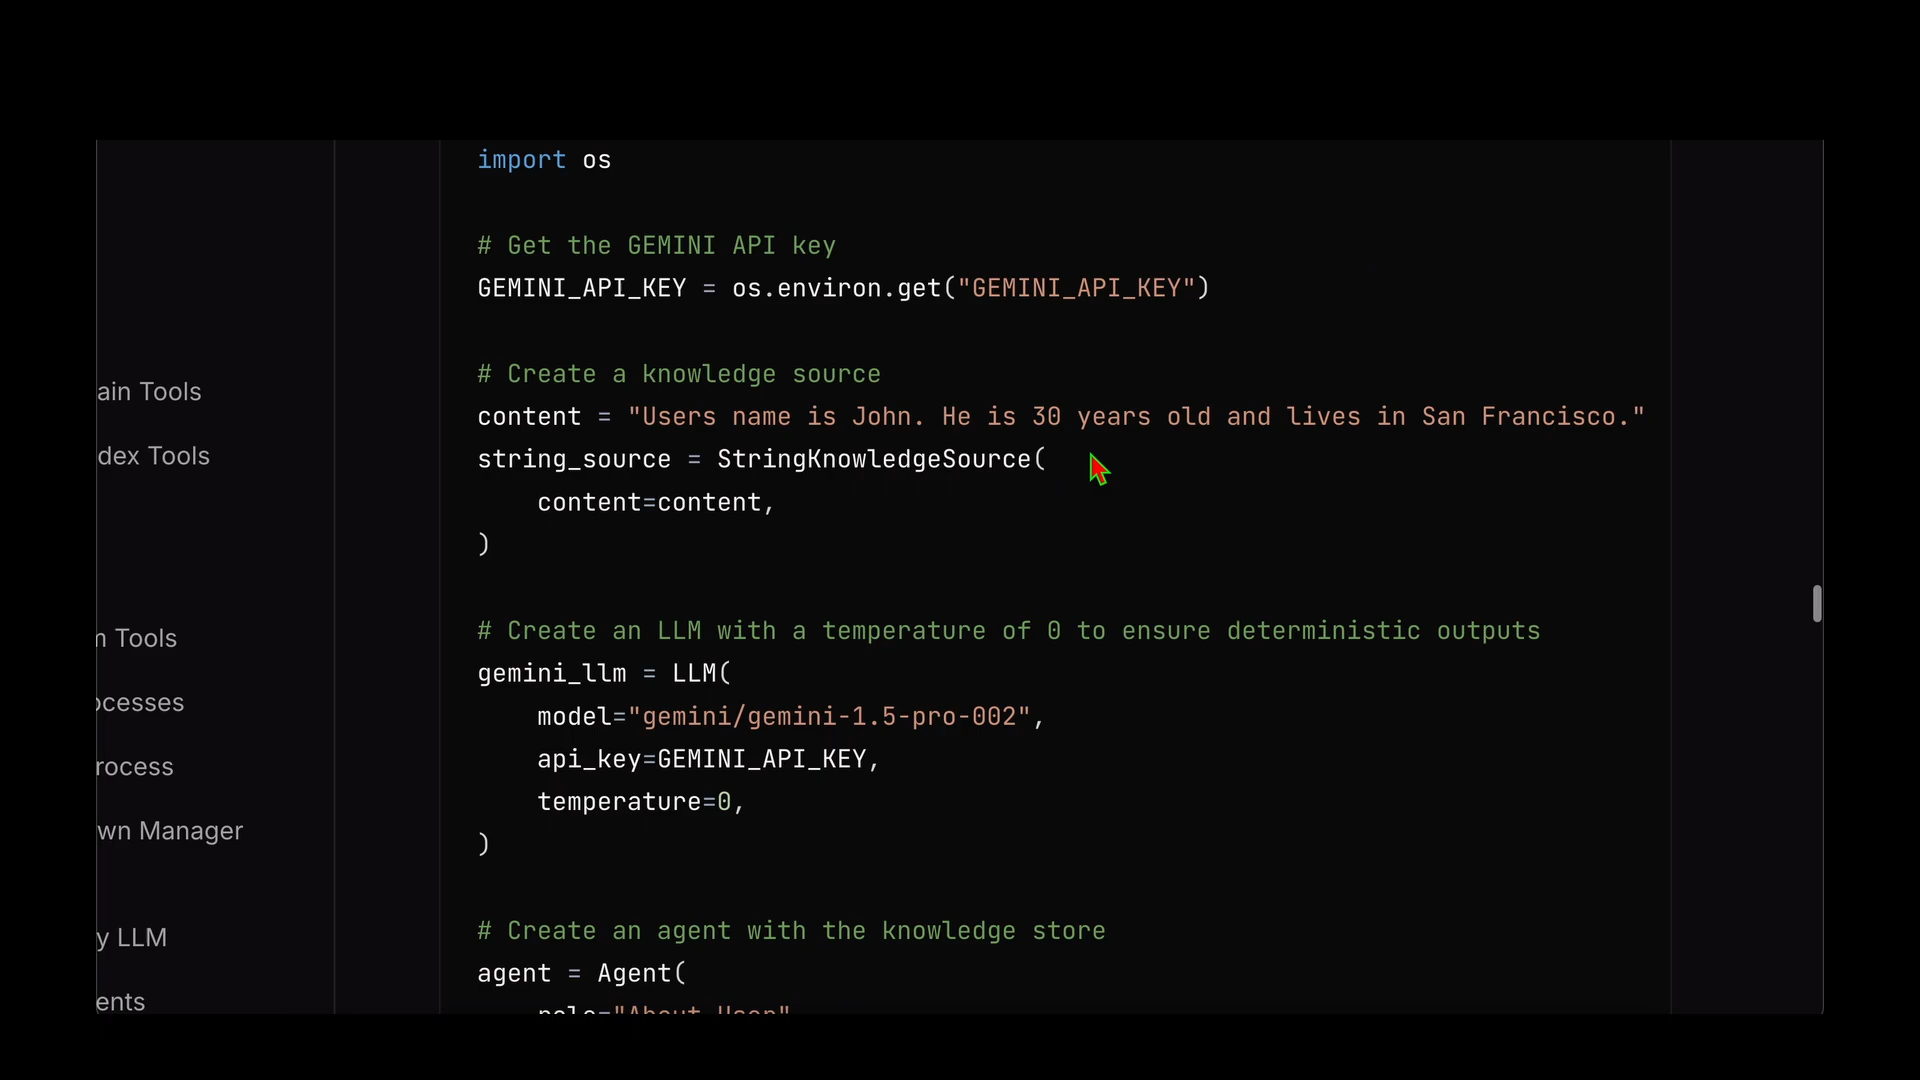 import os
# Get the GEMINI API key
GEMINI_API_KEY = os.environ.get("GEMINI_API_KEY")
# Create a knowledge source
content = "Users name is John. He is 30 years old and lives in San Francisco."
string_source = StringKnowledgeSource(
    content=content,
)
# Create an LLM with a temperature of 0 to ensure deterministic outputs
gemini_llm = LLM(
    model="gemini/gemini-1.5-pro-002",
    api_key=GEMINI_API_KEY,
    temperature=0,
)
# Create an agent with the knowledge store
agent = Agent(
    role="About User"
ain Tools
dex Tools
n Tools
ocesses
rocess
wn Manager
y LLM
ents